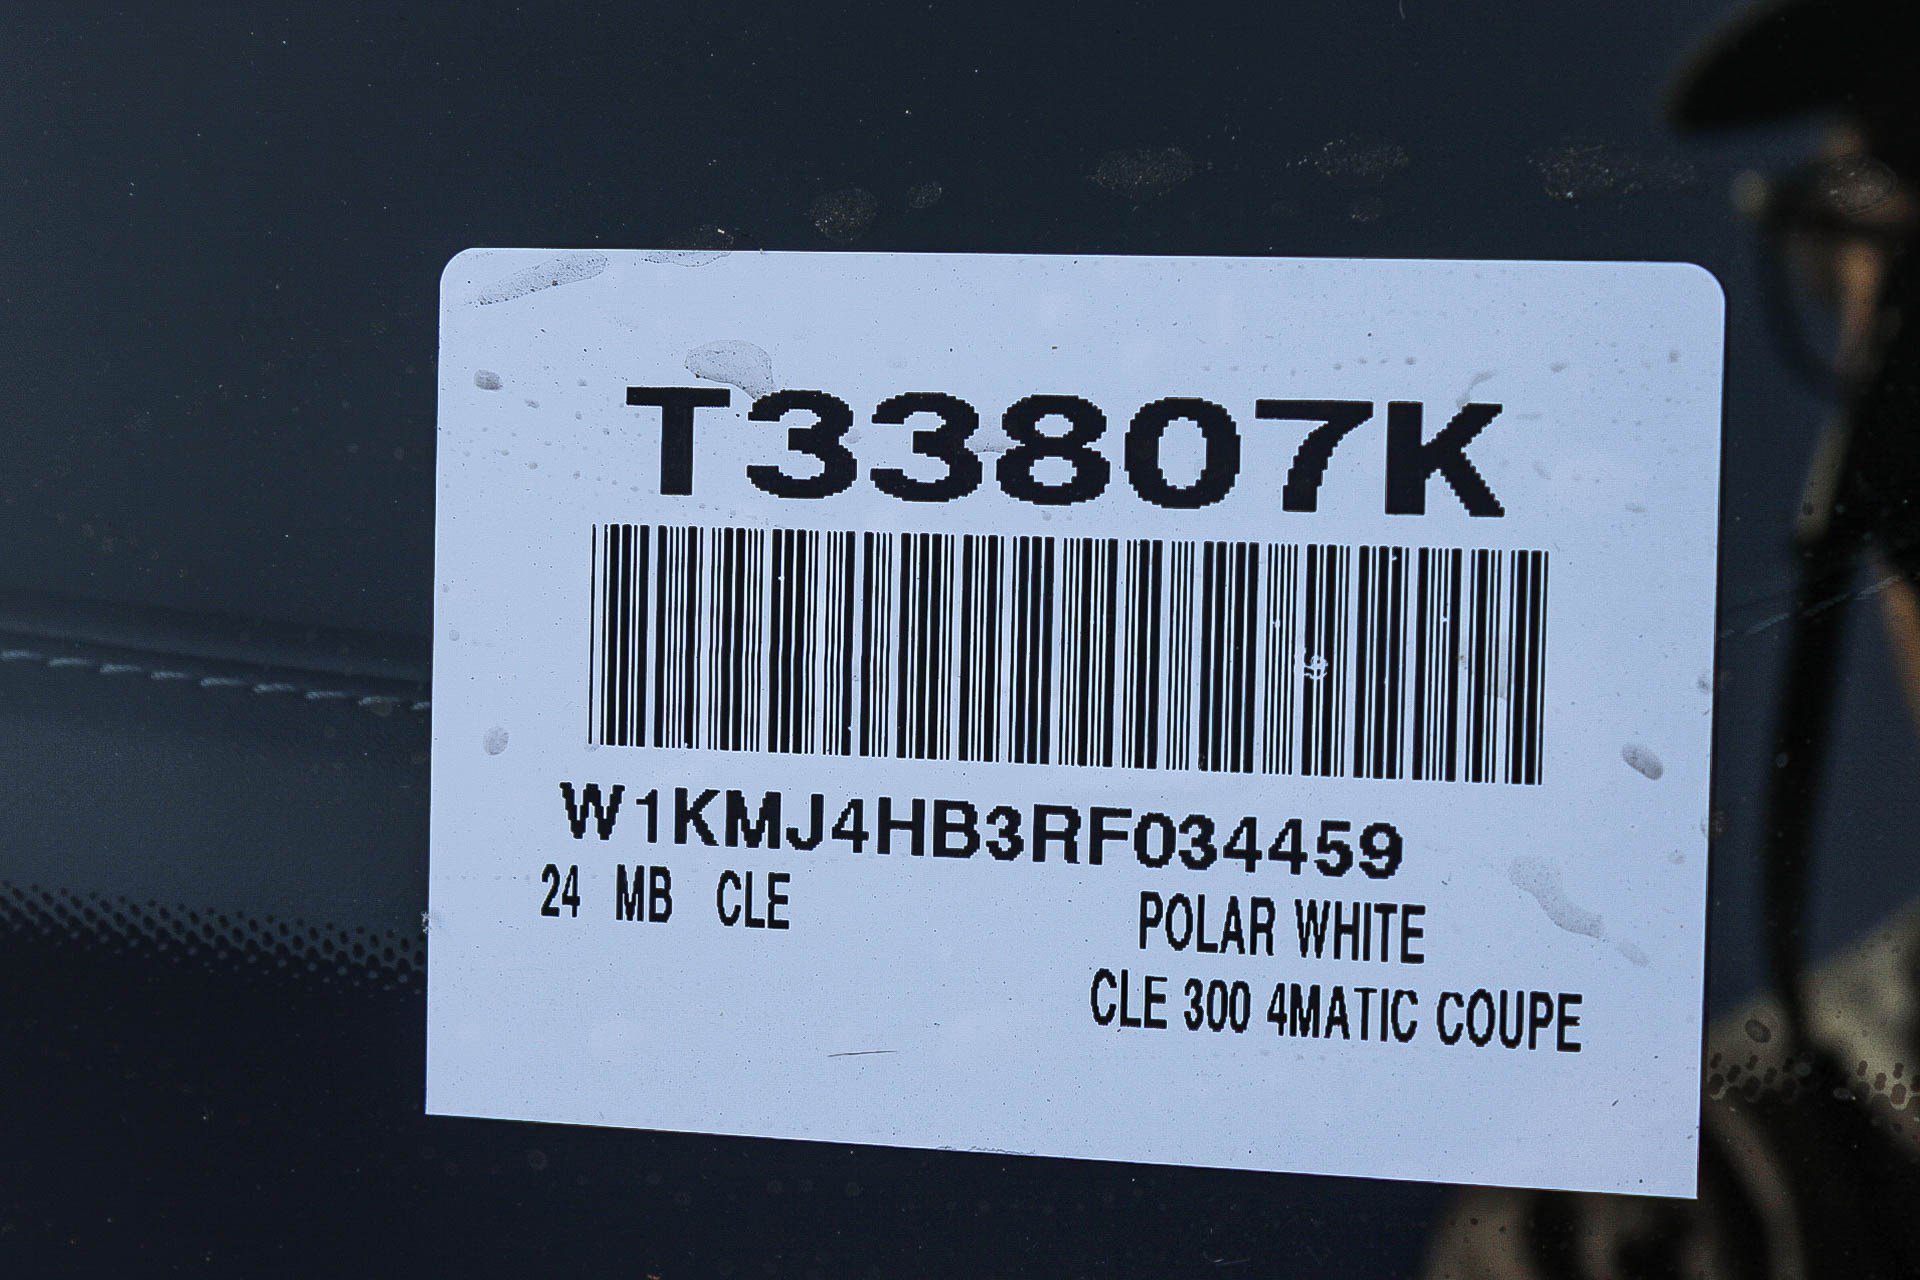 T33807K
W1KMJ4HB3RF034459
24 MB CLE
POLAR WHITE
CLE 300 4MATIC COUPE